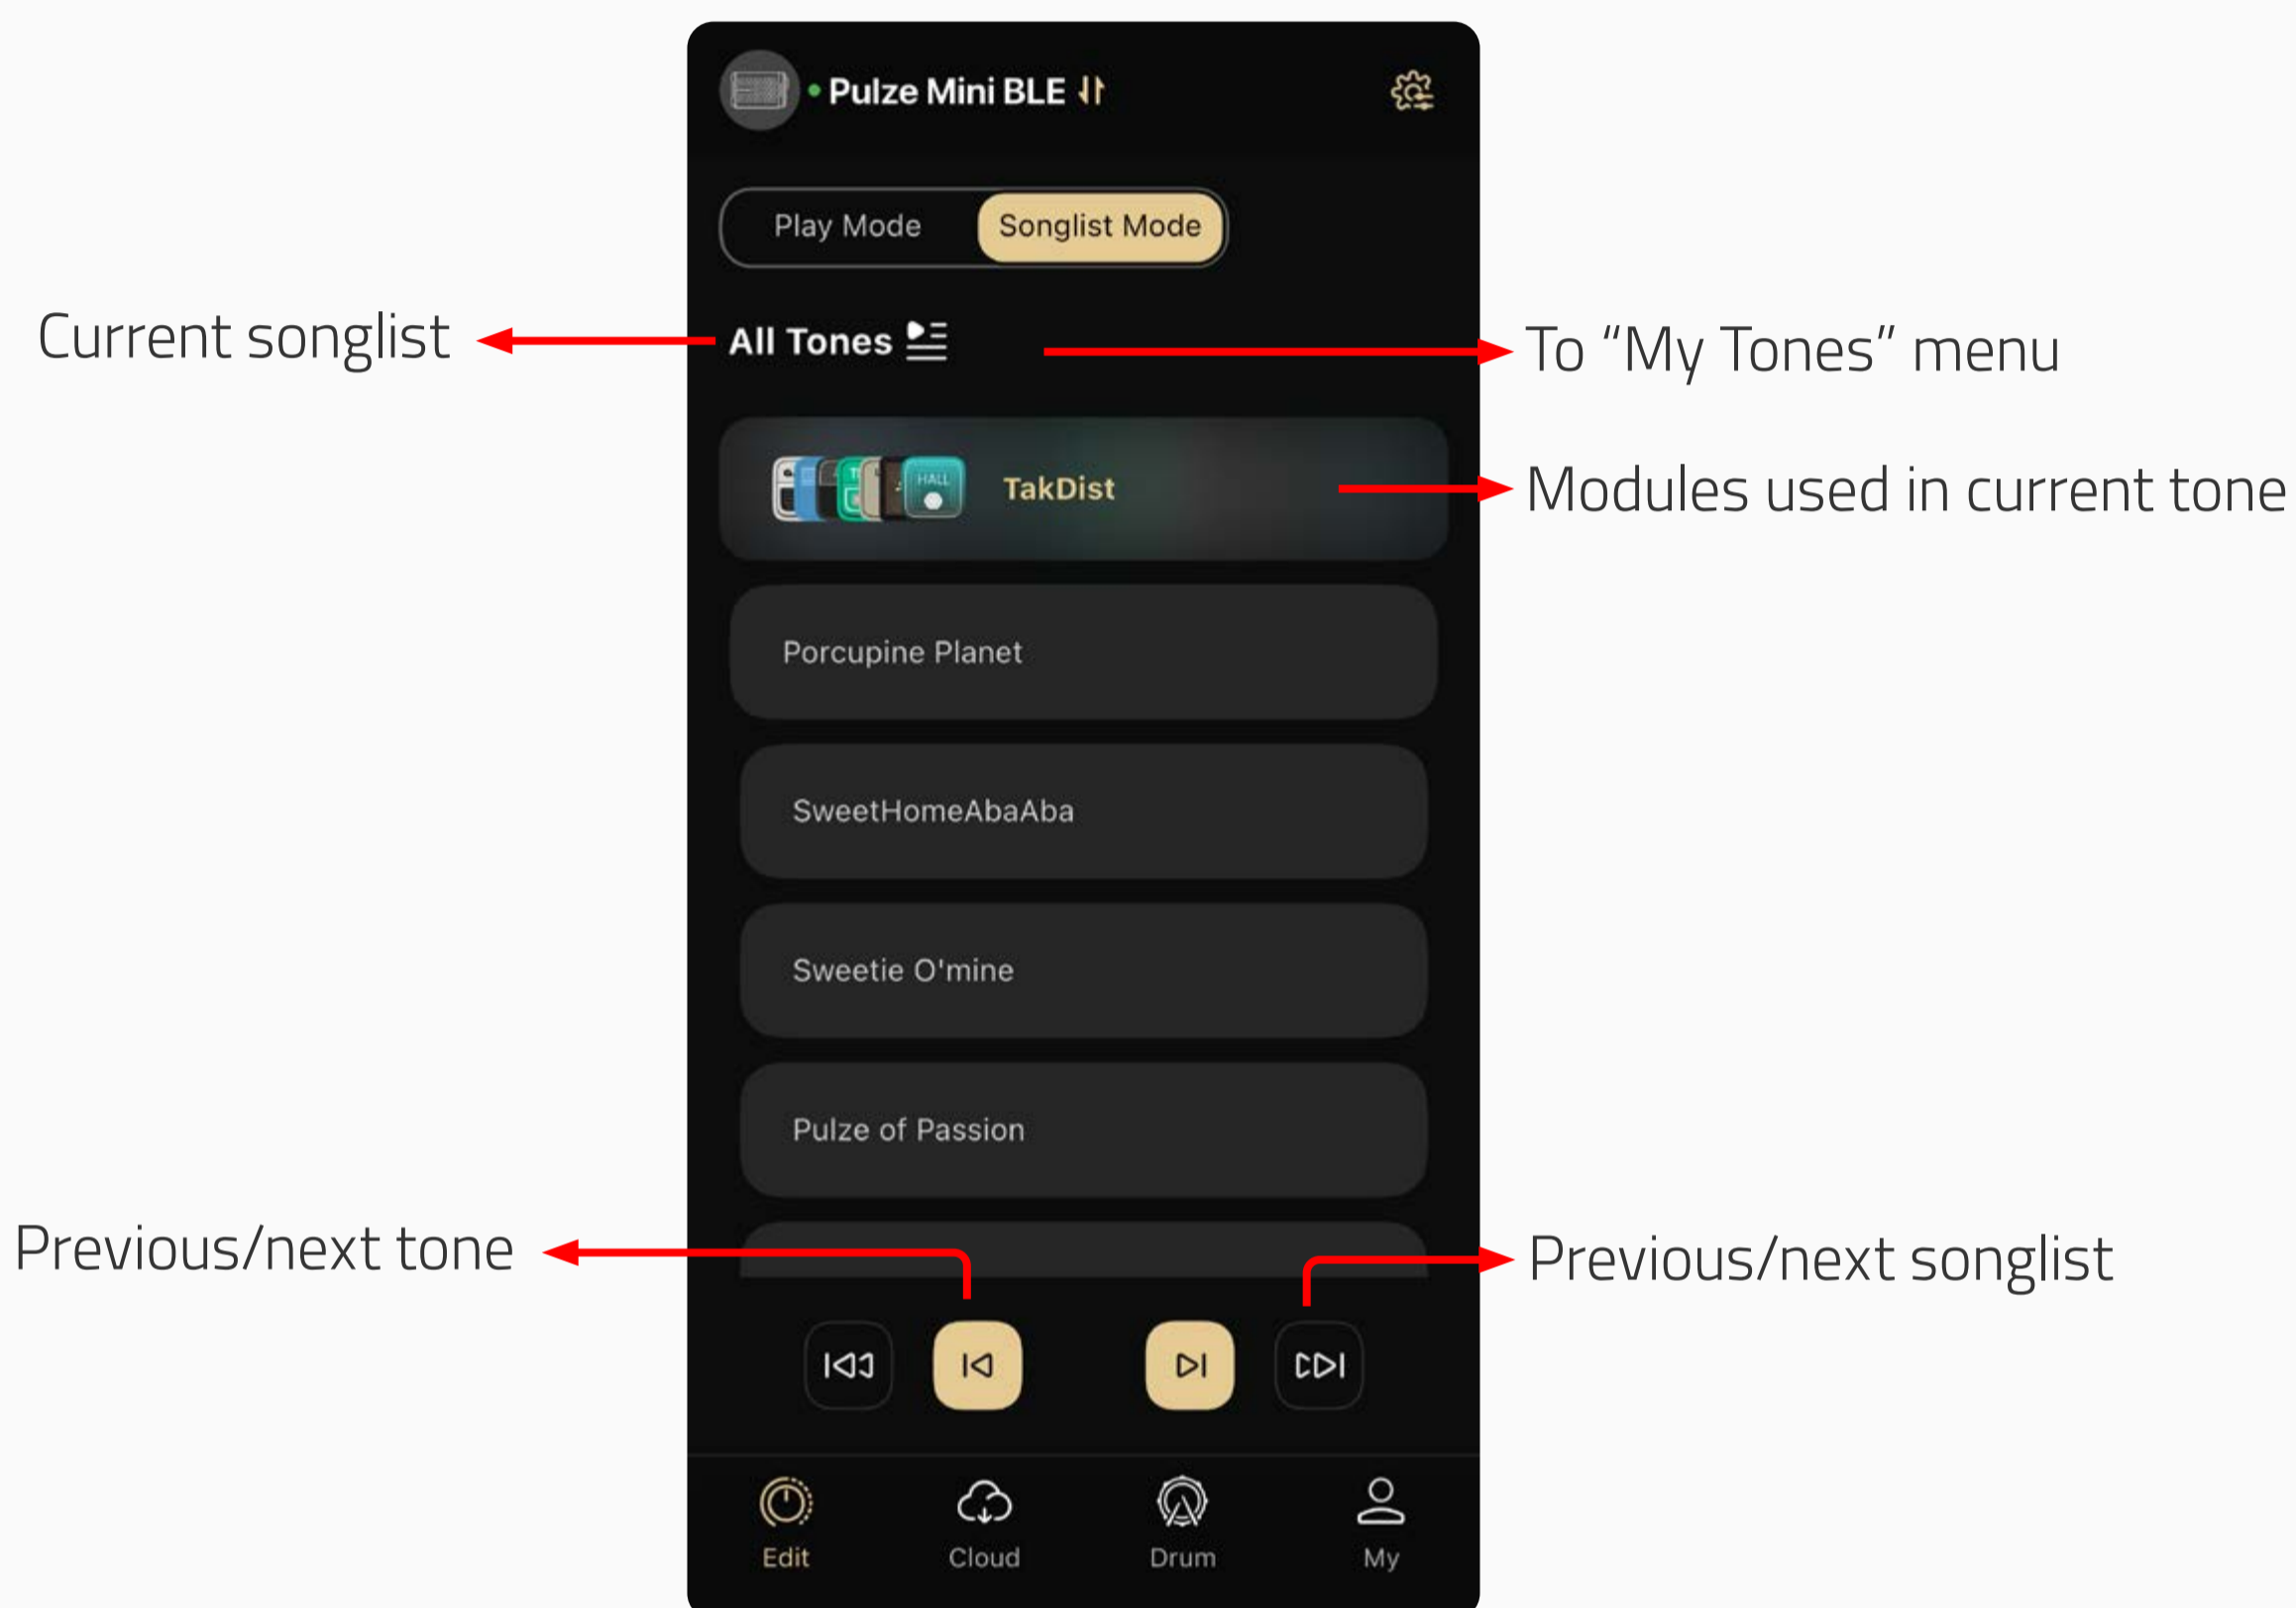 Pulze Mini BLE
Play Mode
Songlist Mode
Current songlist
All Tones
To “My Tones” menu
HALL
TakDist
Modules used in current tone
Porcupine Planet
SweetHomeAbaAba
Sweetie O'mine
Pulze of Passion
Previous/next tone
Previous/next songlist
Edit
Cloud
Drum
My